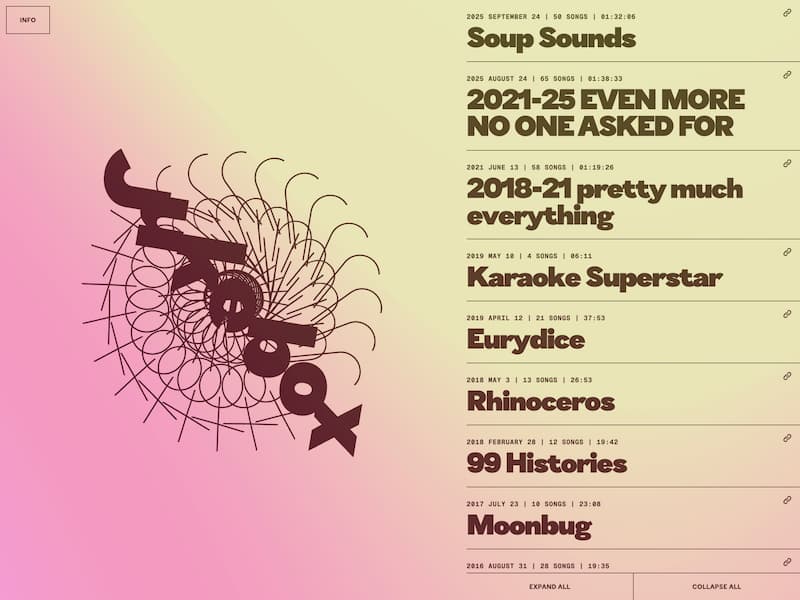 INFO
Jukebox
2025 SEPTEMBER 24 | 50 SONGS | 01:32:06
Soup Sounds
2025 AUGUST 24 | 65 SONGS | 01:38:33
2021-25 EVEN MORE
NO ONE ASKED FOR
2021 JUNE 13 | 58 SONGS | 01:19:26
2018-21 pretty much
everything
2019 MAY 10 | 4 SONGS | 06:11
Karaoke Superstar
2019 APRIL 12 | 21 SONGS | 37:53
Eurydice
2018 MAY 3 | 13 SONGS | 26:53
Rhinoceros
2018 FEBRUARY 28 | 12 SONGS | 19:42
99 Histories
2017 JULY 23 | 10 SONGS | 23:08
Moonbug
2016 AUGUST 31 | 28 SONGS | 19:35
EXPAND ALL
COLLAPSE ALL